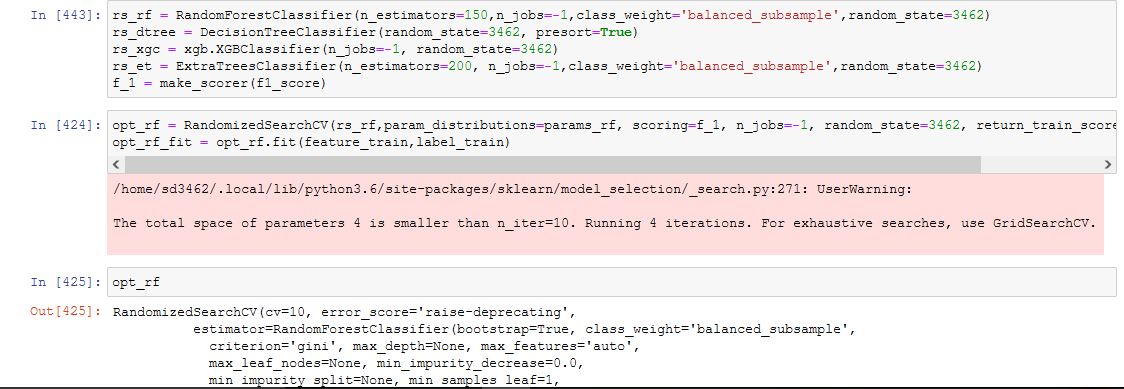 In [443]: rs_rf = RandomForestClassifier(n_estimators=150,n_jobs=-1,class_weight='balanced_subsample',random_state=3462)
rs_dtree = DecisionTreeClassifier(random_state=3462, presort=True)
rs_xgc = xgb.XGBClassifier(n_jobs=-1, random_state=3462)
rs_et = ExtraTreesClassifier(n_estimators=200, n_jobs=-1,class_weight='balanced_subsample',random_state=3462)
f_1 = make_scorer(f1_score)
In [424]: opt_rf = RandomizedSearchCV(rs_rf,param_distributions=params_rf, scoring=f_1, n_jobs=-1, random_state=3462, return_train_score
opt_rf_fit = opt_rf.fit(feature_train,label_train)
/home/sd3462/.local/lib/python3.6/site-packages/sklearn/model_selection/_search.py:271: UserWarning:
The total space of parameters 4 is smaller than n_iter=10. Running 4 iterations. For exhaustive searches, use GridSearchCV.
In [425]: opt_rf
Out[425]: RandomizedSearchCV(cv=10, error_score='raise-deprecating',
estimator=RandomForestClassifier(bootstrap=True, class_weight='balanced_subsample',
criterion='gini', max_depth=None, max_features='auto',
max_leaf_nodes=None, min_impurity_decrease=0.0,
min_impurity_split=None, min_samples_leaf=1,